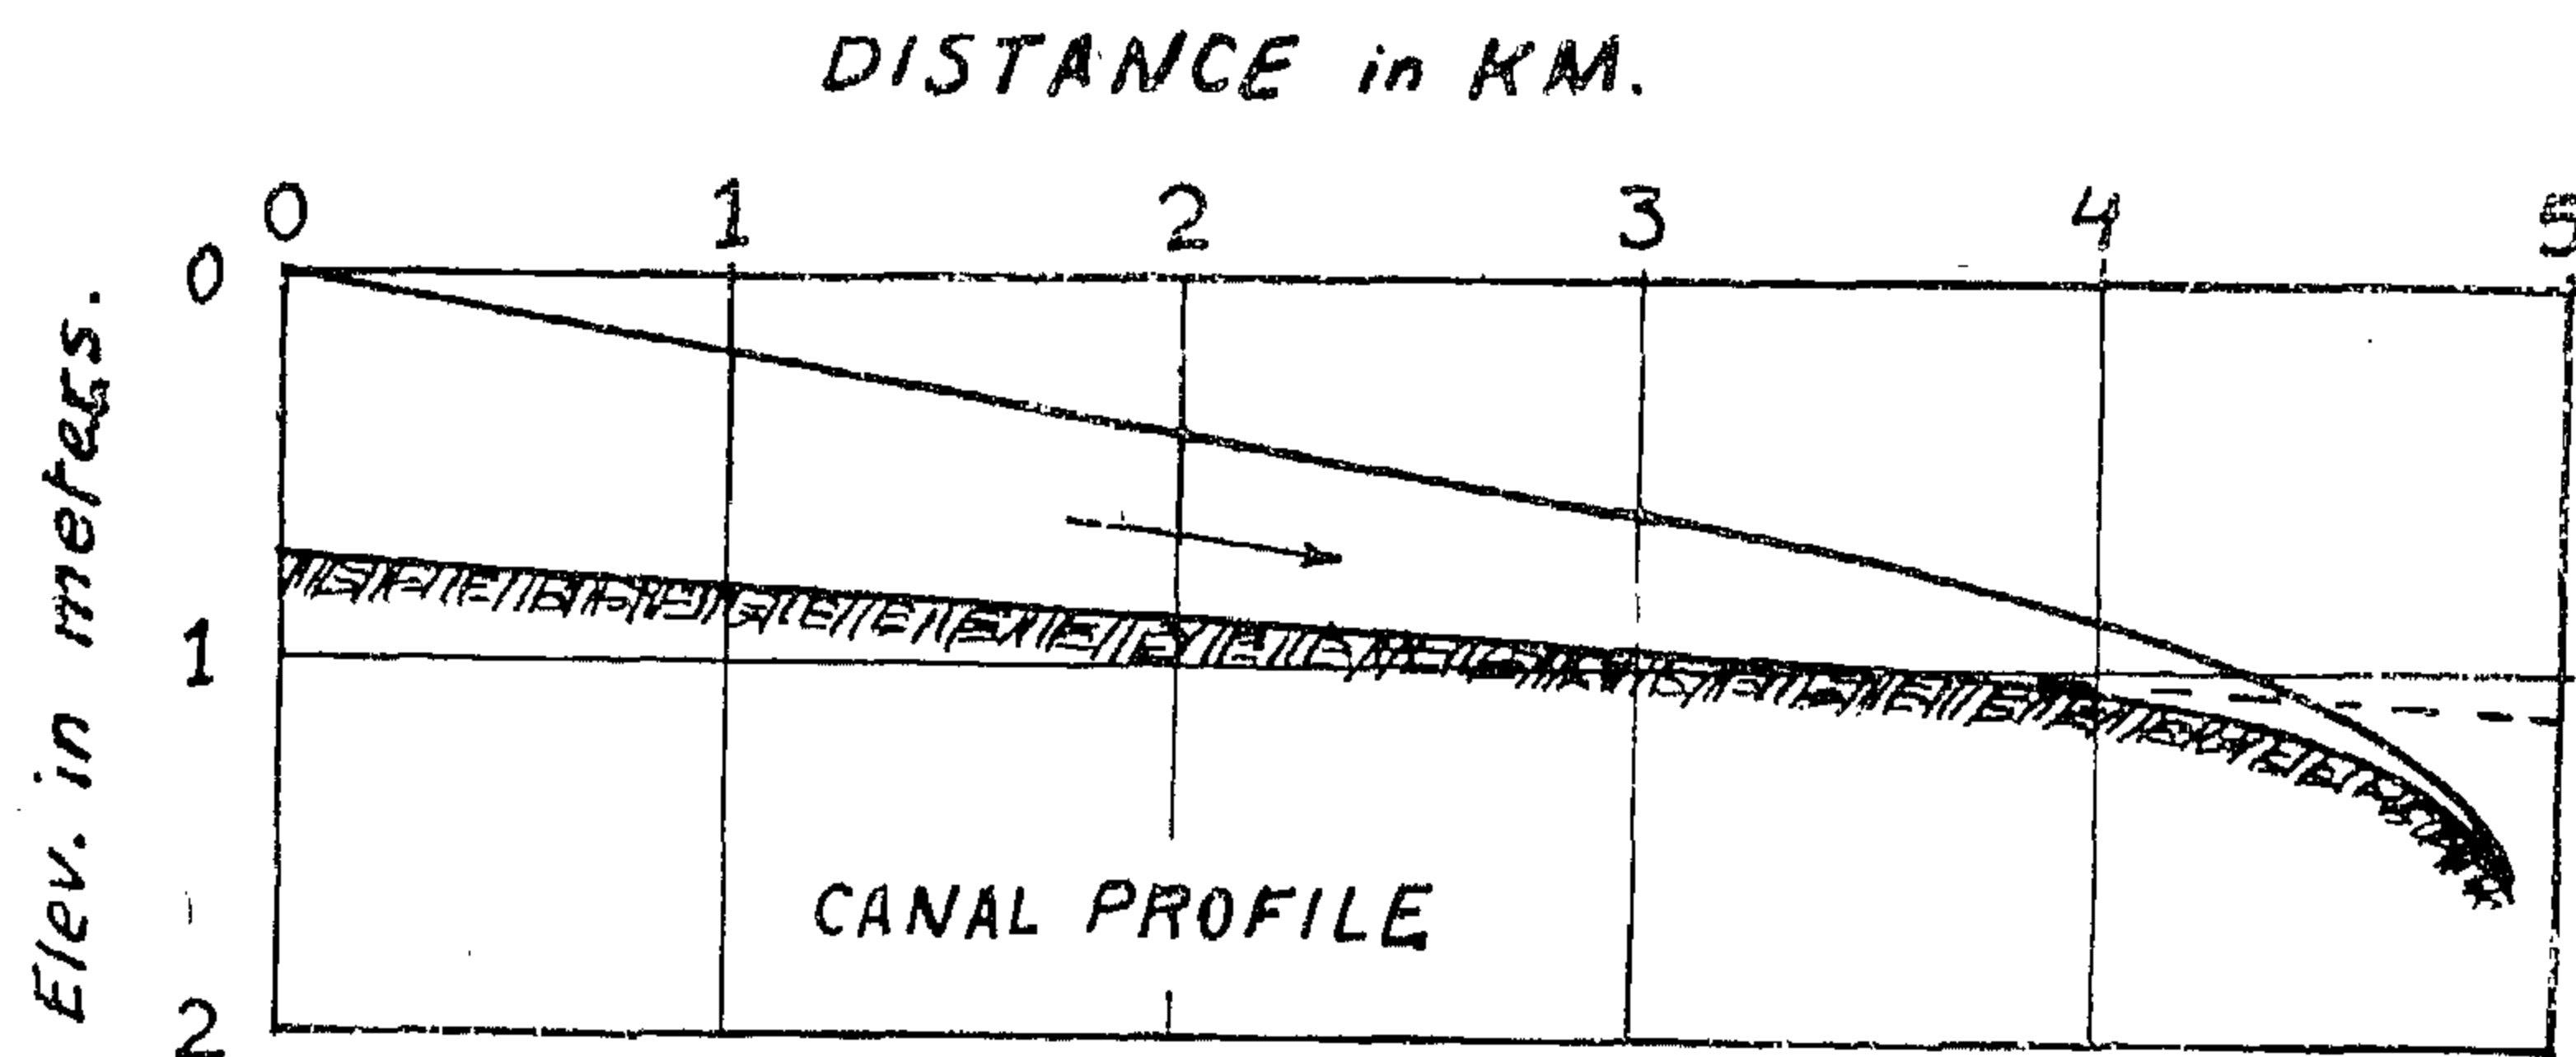 DISTANCE in KM.
0 1 2 3 4 5
0
1
2
Elev. in meters.
CANAL PROFILE